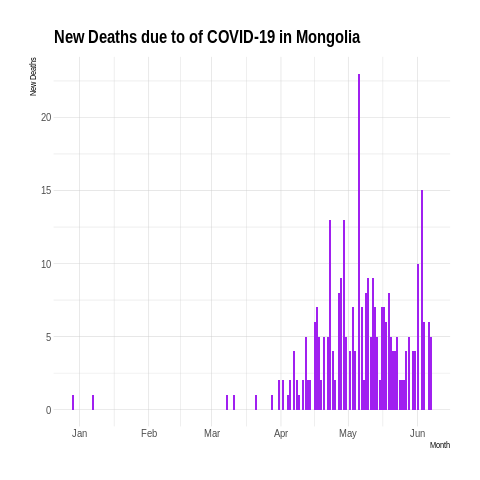 New Deaths due to of COVID-19 in Mongolia
New Deaths
20
15
10
5
0
Jan Feb Mar Apr May Jun
Month